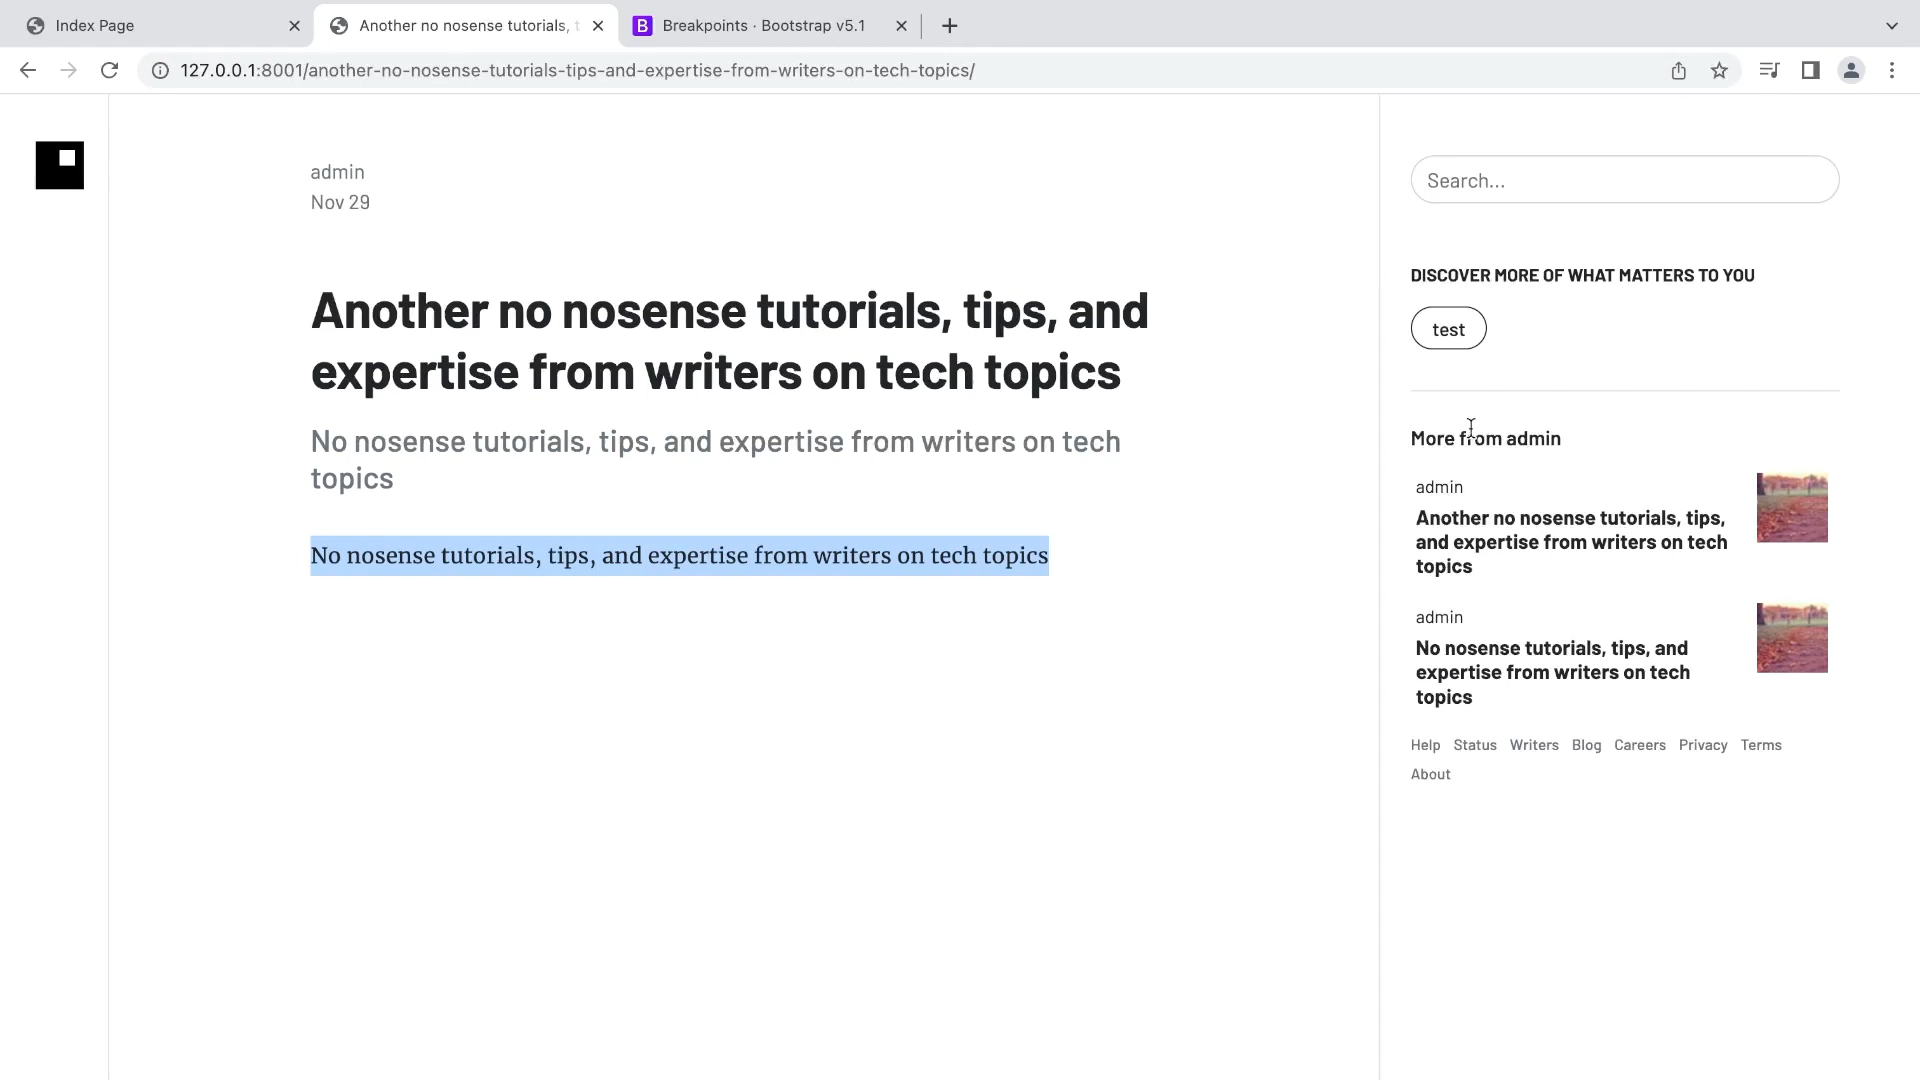 Index Page
Another no nosense tutorials, t
B Breakpoints · Bootstrap v5.1
127.0.0.1:8001/another-no-nosense-tutorials-tips-and-expertise-from-writers-on-tech-topics/
admin
Nov 29
Another no nosense tutorials, tips, and
expertise from writers on tech topics
No nosense tutorials, tips, and expertise from writers on tech
topics
No nosense tutorials, tips, and expertise from writers on tech topics
Search...
DISCOVER MORE OF WHAT MATTERS TO YOU
test
More from admin
admin
Another no nosense tutorials, tips,
and expertise from writers on tech
topics
admin
No nosense tutorials, tips, and
expertise from writers on tech
topics
Help Status Writers Blog Careers Privacy Terms
About